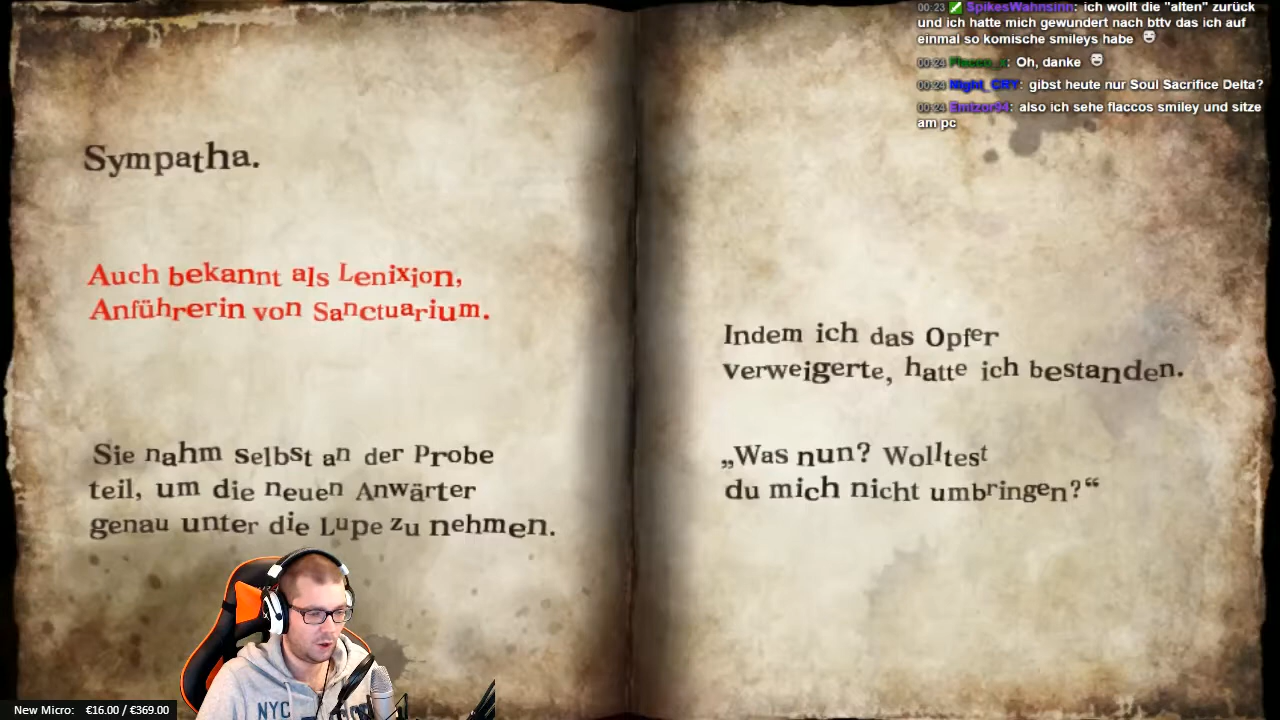 Sympatha.
Auch bekannt als Lenixion,
Anführerin von Sanctuarium.
Sie nahm selbst an der Probe
teil, um die neuen Anwärter
genau unter die Lupe zu nehmen.
Indem ich das Opfer
verweigerte, hatte ich bestanden.
„Was nun? Wolltest
du mich nicht umbringen?“
00:23 SpikesWahnsinn: ich wollt die "alten" zurück
und ich hatte mich gewundert nach bttv das ich auf
einmal so komische smileys habe
00:24 Flacco_x: Oh, danke
00:24 Night_CRY: gibst heute nur Soul Sacrifice Delta?
00:24 Emizor94: also ich sehe flaccos smiley und sitze
am pc
NYC
New Micro: €16.00 / €369.00